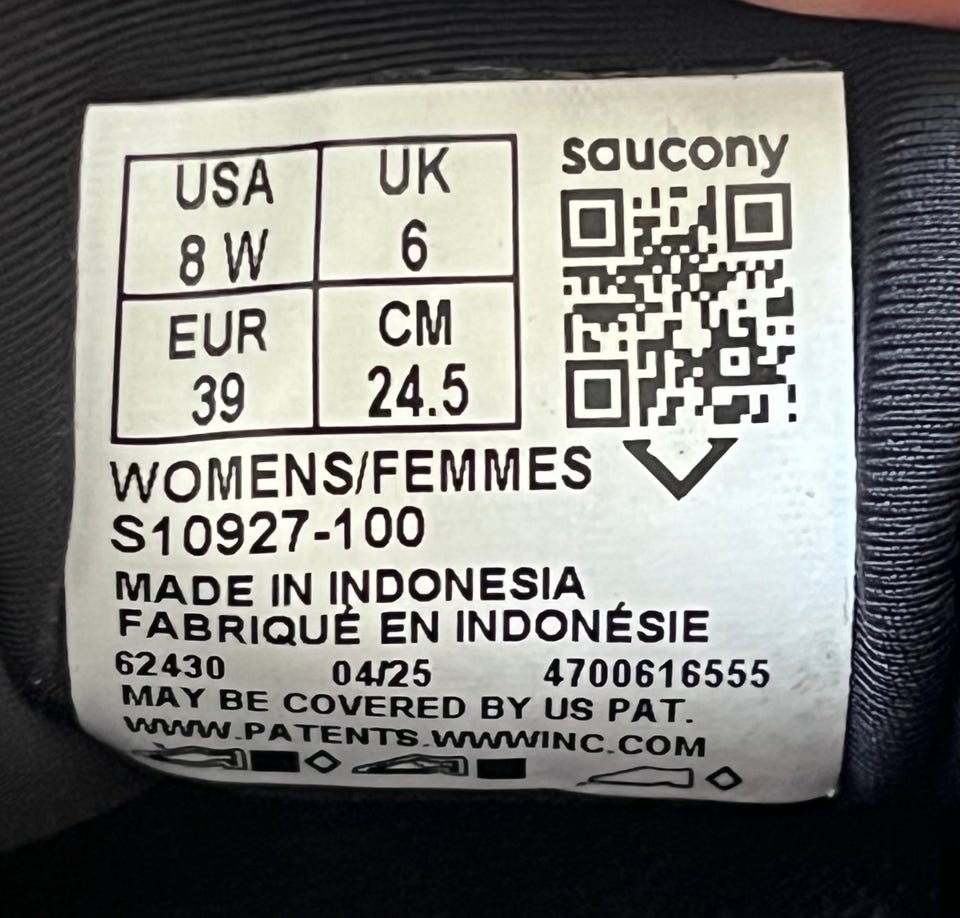 USA UK
8 W 6
EUR CM
39 24.5
saucony
WOMENS/FEMMES
S10927-100
MADE IN INDONESIA
FABRIQUÉ EN INDONÉSIE
62430 04/25 4700616555
MAY BE COVERED BY US PAT.
WWW.PATENTS.WWWINC.COM